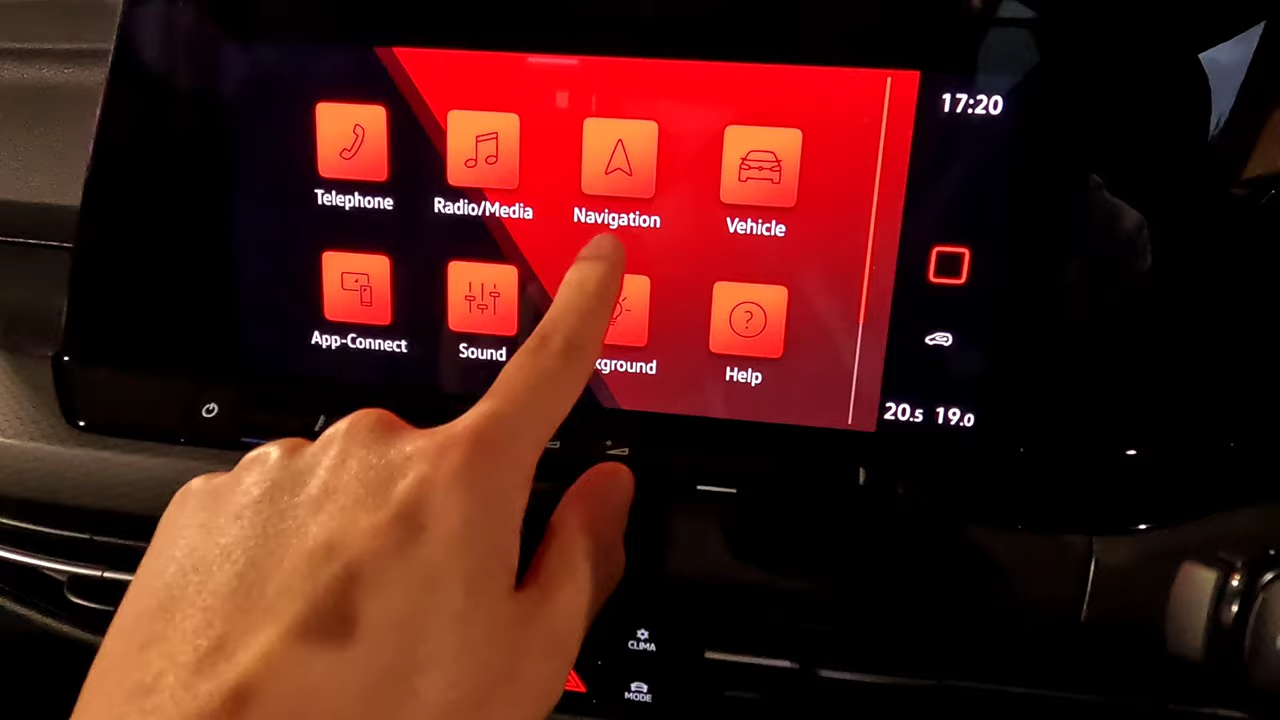 17:20
Telephone
Radio/Media
Navigation
Vehicle
App-Connect
Sound
kground
Help
20.5 19.0
CLIMA
MODE